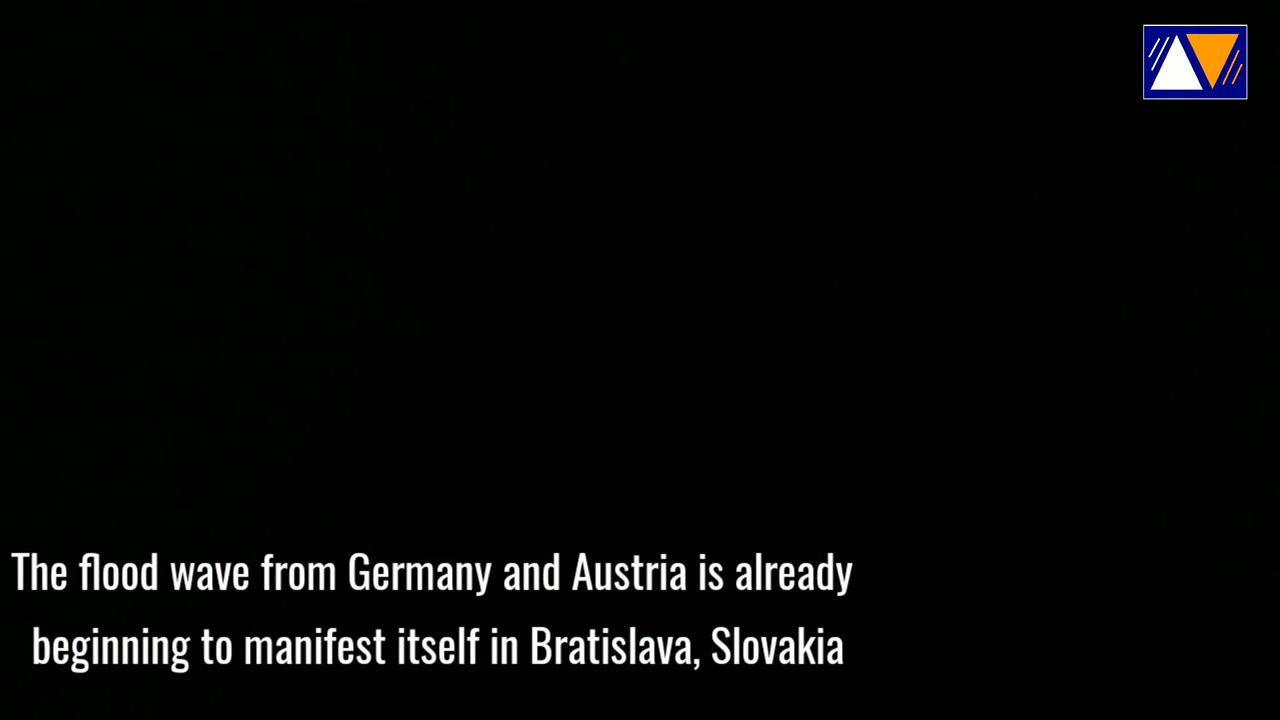 The flood wave from Germany and Austria is already
beginning to manifest itself in Bratislava, Slovakia